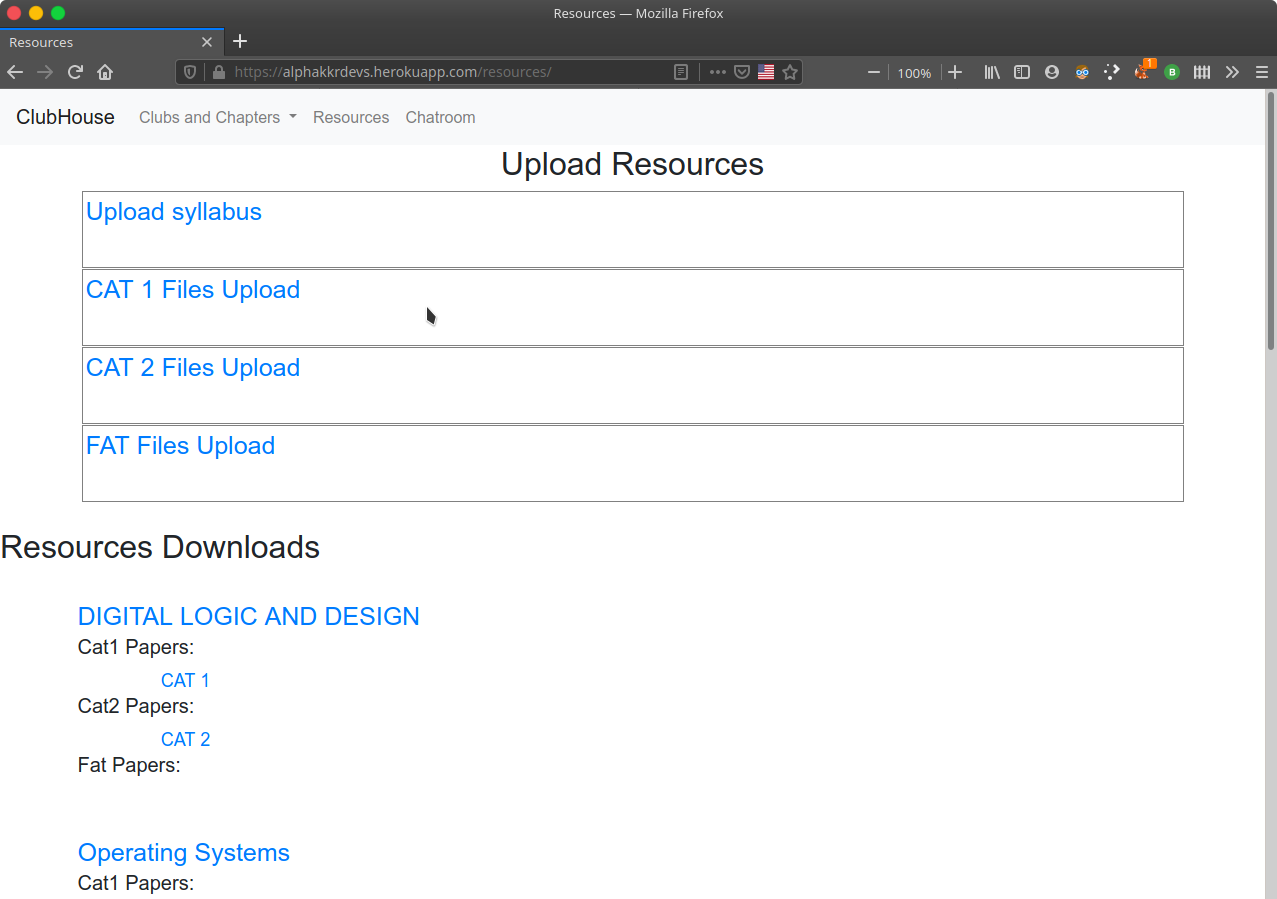 Resources — Mozilla Firefox
Resources
https://alphakkrdevs.herokuapp.com/resources/
100%
1
B
ClubHouse Clubs and Chapters Resources Chatroom
Upload Resources
Upload syllabus
CAT 1 Files Upload
CAT 2 Files Upload
FAT Files Upload
Resources Downloads
DIGITAL LOGIC AND DESIGN
Cat1 Papers:
CAT 1
Cat2 Papers:
CAT 2
Fat Papers:
Operating Systems
Cat1 Papers: